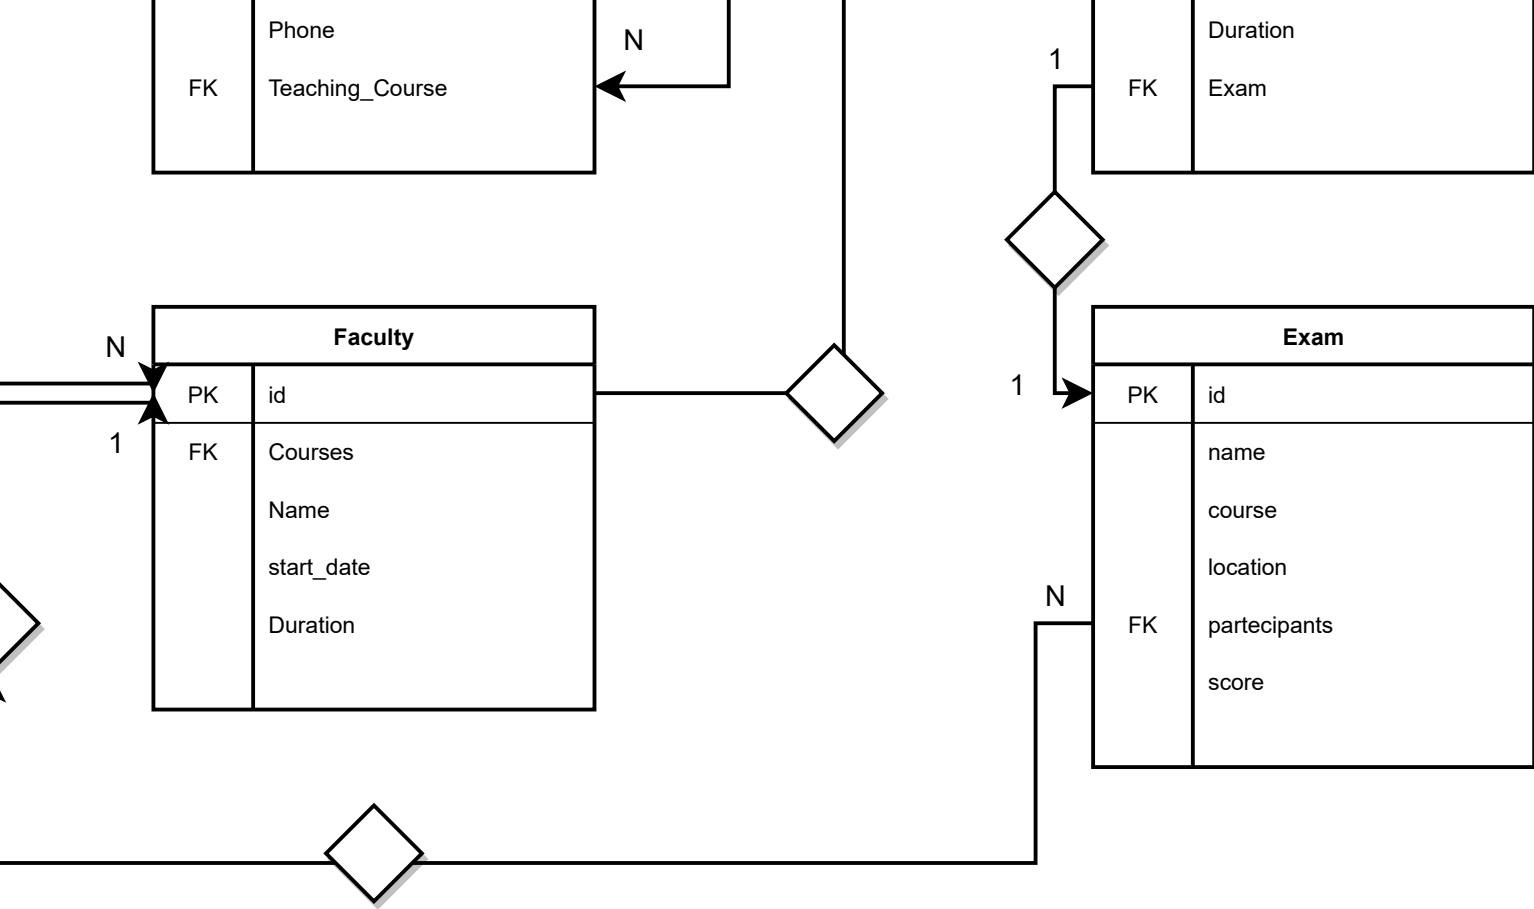 Phone
N
FK Teaching_Course
Duration
1
FK Exam
Faculty
N
PK id
1
FK Courses
Name
start_date
Duration
Exam
1
PK id
name
course
location
N
FK partecipants
score